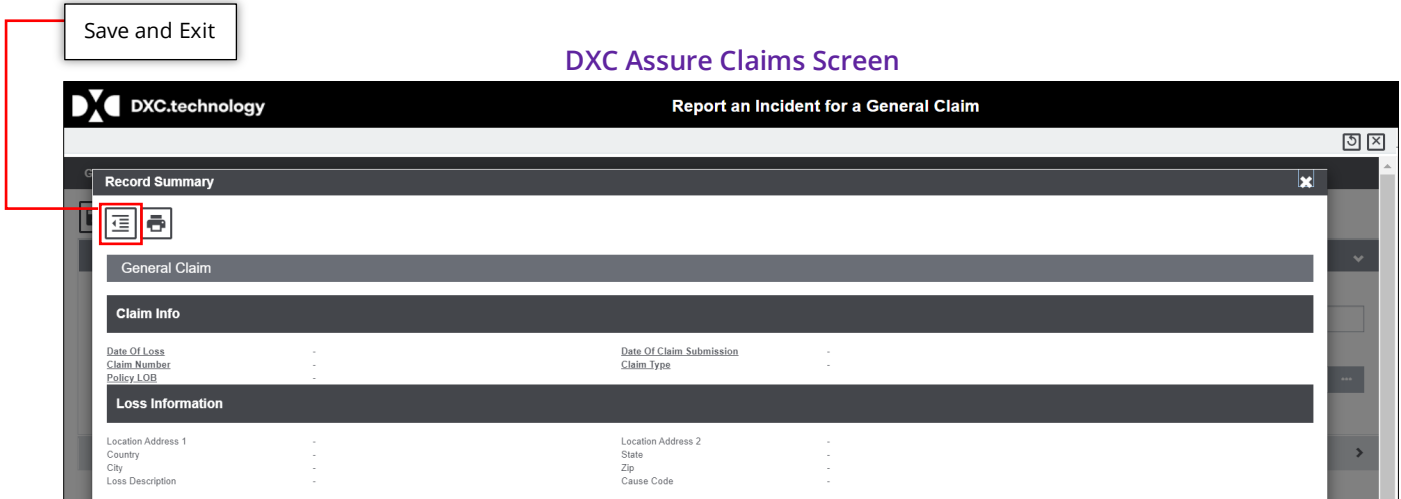 Save and Exit
DXC Assure Claims Screen
DXC.technology Report an Incident for a General Claim
G
Record Summary
General Claim
Claim Info
Date Of Loss - Date Of Claim Submission -
Claim Number - Claim Type -
Policy LOB -
Loss Information
Location Address 1 - Location Address 2 -
Country - State -
City - Zip -
Loss Description - Cause Code -